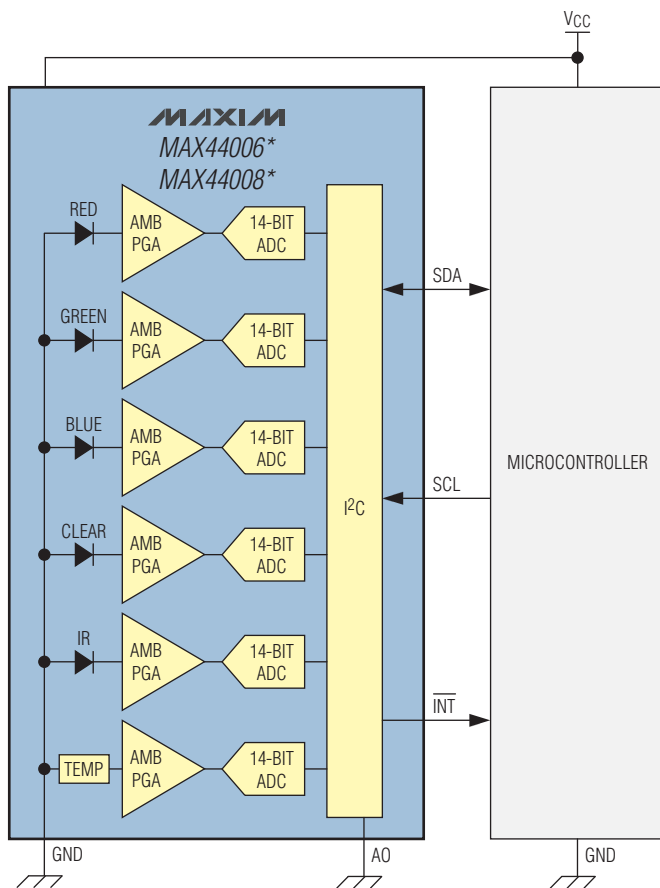 VCC
MAXIM
MAX44006*
MAX44008*
RED
AMB
PGA
14-BIT
ADC
GREEN
AMB
PGA
14-BIT
ADC
BLUE
AMB
PGA
14-BIT
ADC
CLEAR
AMB
PGA
14-BIT
ADC
IR
AMB
PGA
14-BIT
ADC
TEMP
AMB
PGA
14-BIT
ADC
I²C
SDA
SCL
INT
MICROCONTROLLER
GND
A0
GND